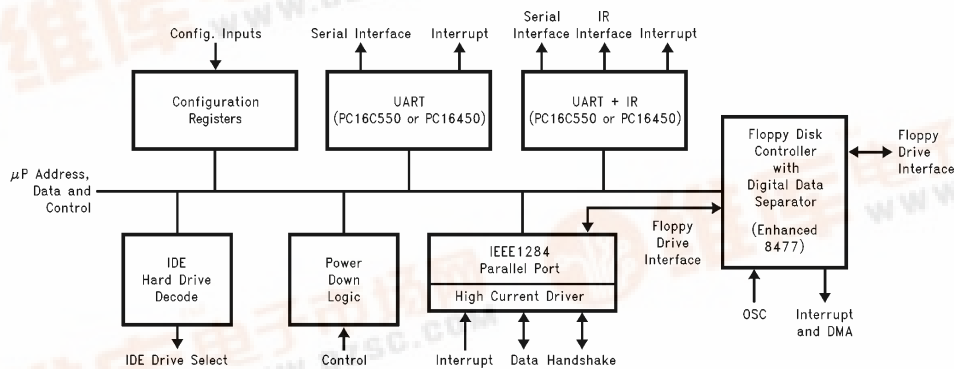 Config. Inputs
Serial Interface
Interrupt
Serial
Interface
IR
Interface
Interrupt
Configuration
Registers
UART
(PC16C550 or PC16450)
UART + IR
(PC16C550 or PC16450)
Floppy Disk
Controller
with
Digital Data
Separator
(Enhanced
8477)
Floppy
Drive
Interface
μP Address,
Data and
Control
IDE
Hard Drive
Decode
Power
Down
Logic
IEEE1284
Parallel Port
High Current Driver
Floppy
Drive
Interface
IDE Drive Select
Control
Interrupt
Data
Handshake
OSC
Interrupt
and DMA